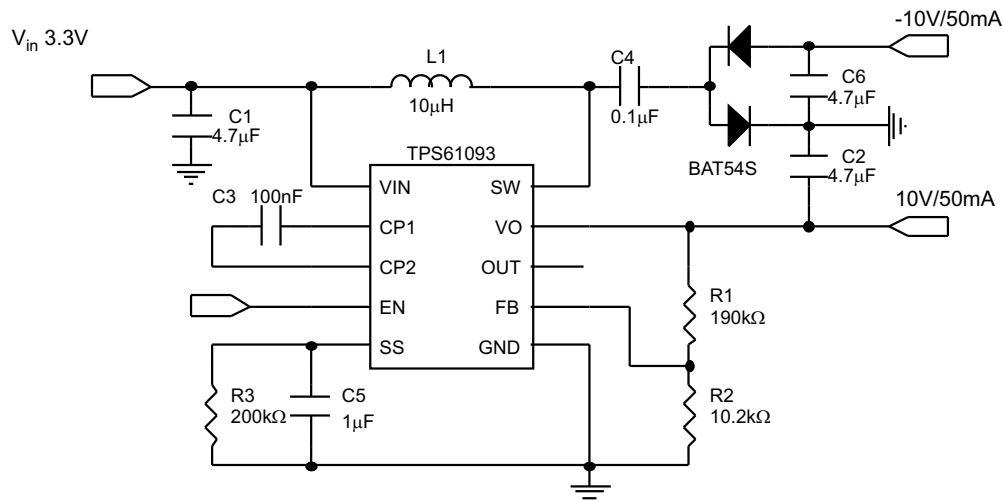 -10V/50mA
Vin 3.3V
L1
C4
C6
4.7μF
10μH
0.1μF
C1
4.7μF
TPS61093
BAT54S
C2
4.7μF
C3 100nF
VIN
SW
10V/50mA
CP1
VO
CP2
OUT
EN
FB
R1
190kΩ
SS
GND
R3
200kΩ
C5
1μF
R2
10.2kΩ